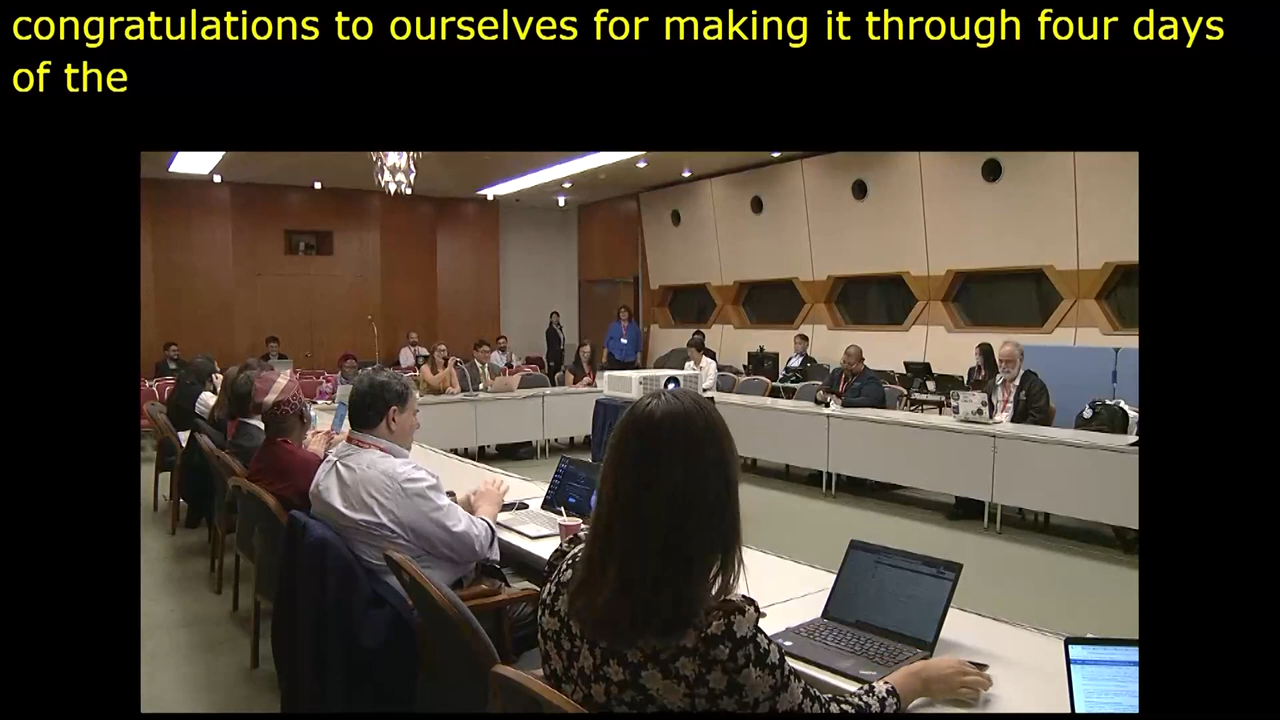 congratulations to ourselves for making it through four days
of the